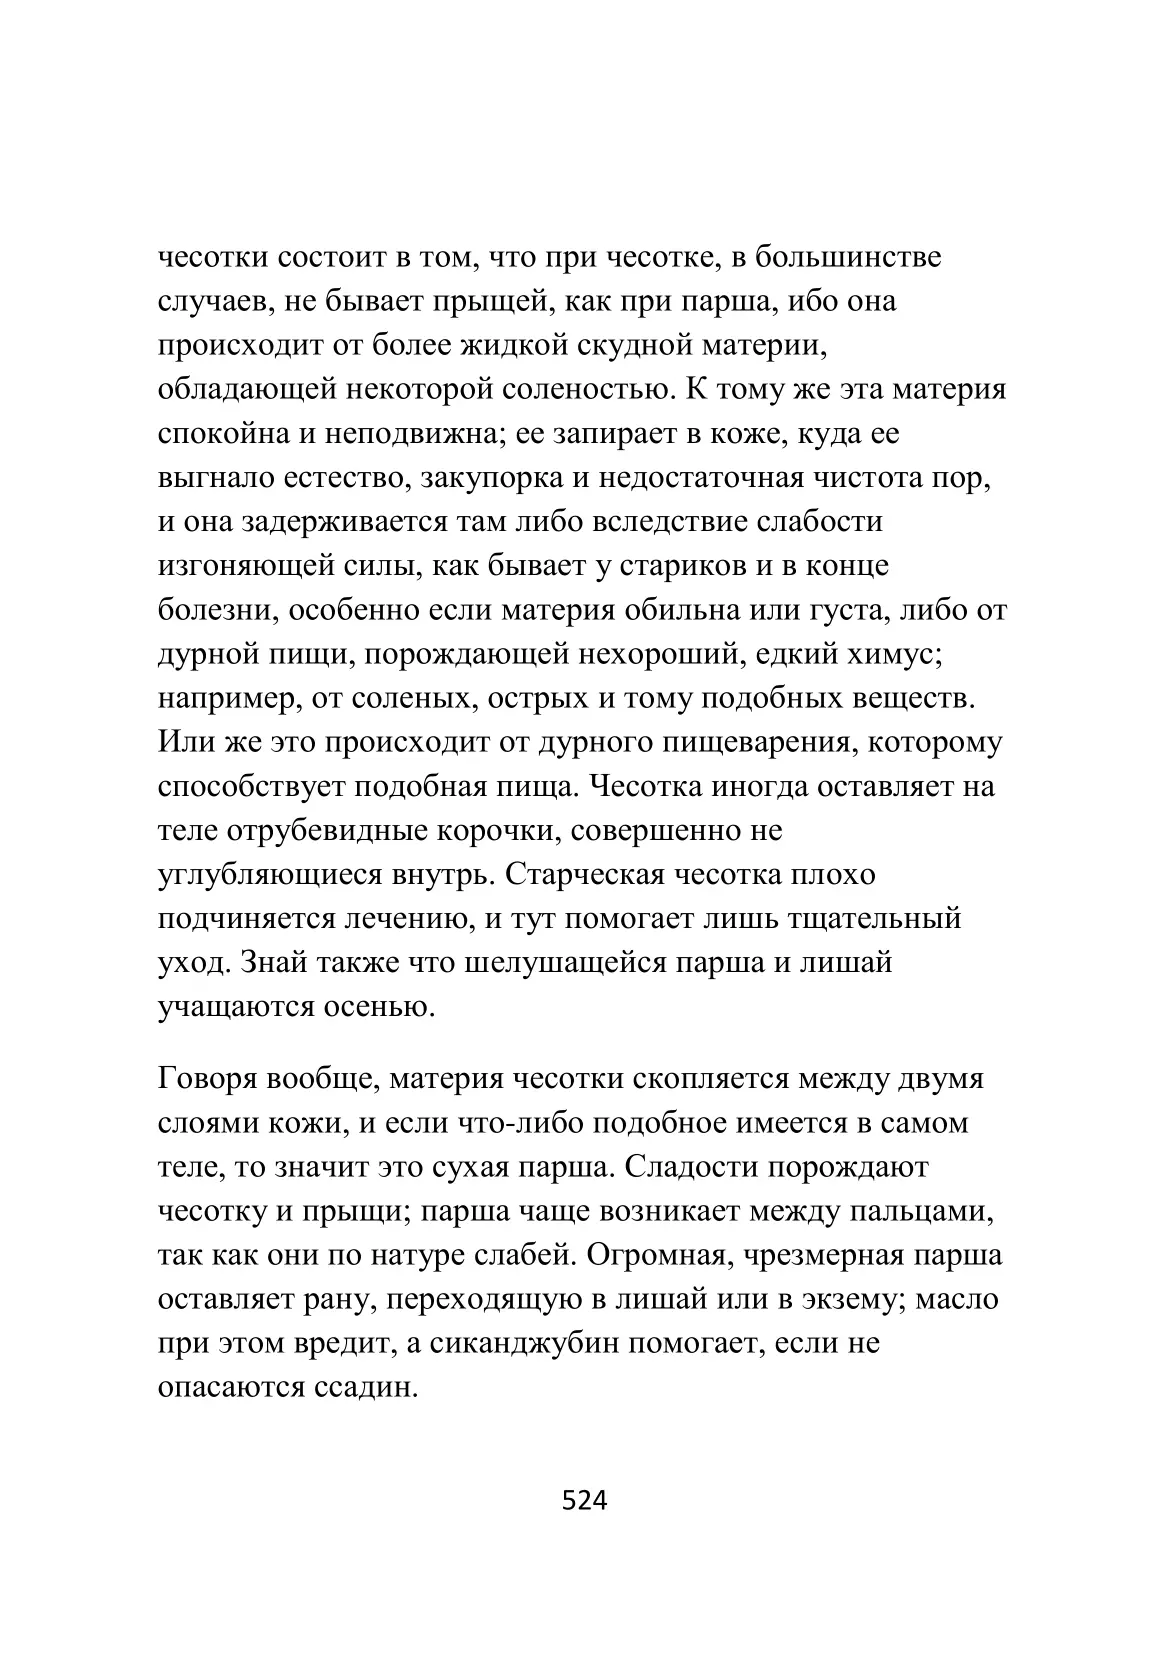 чесотки состоит в том, что при чесотке, в большинстве
случаев, не бывает прыщей, как при парша, ибо она
происходит от более жидкой скудной материи,
обладающей некоторой соленостью. К тому же эта материя
спокойна и неподвижна; ее запирает в коже, куда ее
выгнало естество, закупорка и недостаточная чистота пор,
и она задерживается там либо вследствие слабости
изгоняющей силы, как бывает у стариков и в конце
болезни, особенно если материя обильна или густа, либо от
дурной пищи, порождающей нехороший, едкий химус;
например, от соленых, острых и тому подобных веществ.
Или же это происходит от дурного пищеварения, которому
способствует подобная пища. Чесотка иногда оставляет на
теле отрубевидные корочки, совершенно не
углубляющиеся внутрь. Старческая чесотка плохо
подчиняется лечению, и тут помогает лишь тщательный
уход. Знай также что шелушащейся парша и лишай
учащаются осенью.
Говоря вообще, материя чесотки скопляется между двумя
слоями кожи, и если что-либо подобное имеется в самом
теле, то значит это сухая парша. Сладости порождают
чесотку и прыщи; парша чаще возникает между пальцами,
так как они по натуре слабей. Огромная, чрезмерная парша
оставляет рану, переходящую в лишай или в экзему; масло
при этом вредит, а сиканджубин помогает, если не
опасаются ссадин.
524